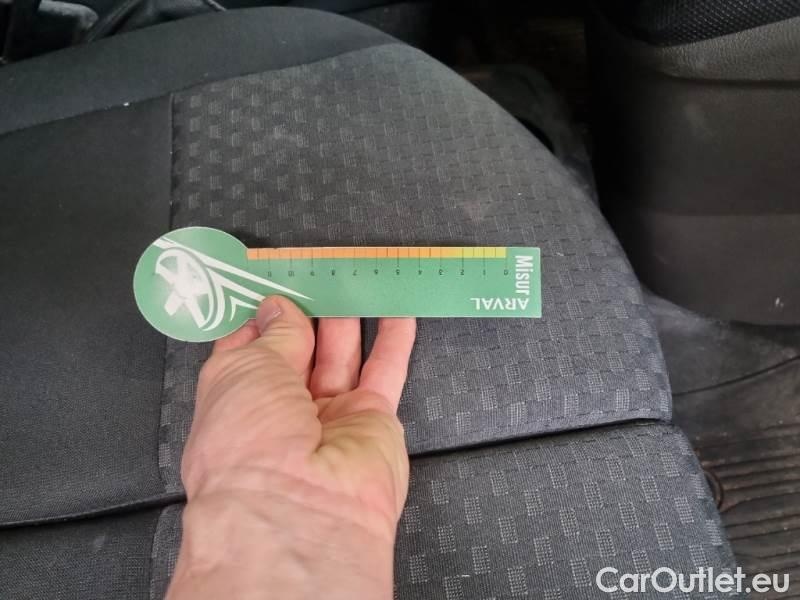 Misur
ARVAL
0 1 2 3 4 5 6 7 8 9 10 11
CarOutlet.eu